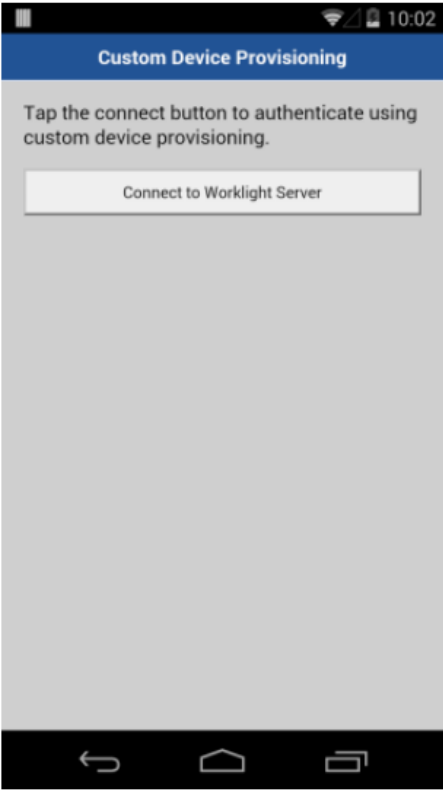 10:02
Custom Device Provisioning
Tap the connect button to authenticate using
custom device provisioning.
Connect to Worklight Server